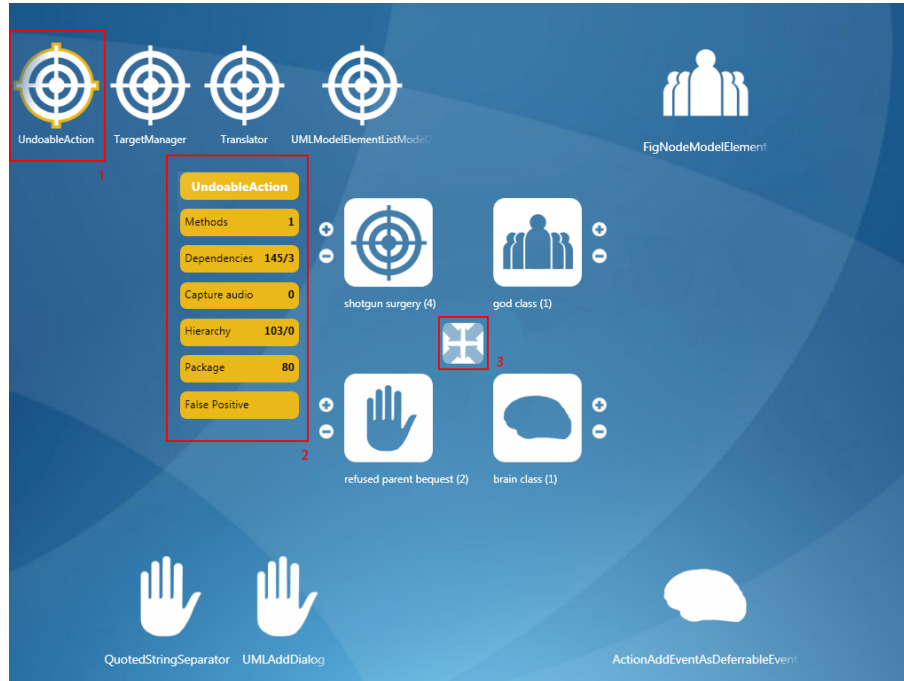 UndoableAction
TargetManager
Translator
UMLModelElementListModel
FigNodeModelElement
1
UndoableAction
Methods 1
Dependencies 145/3
Capture audio 0
Hierarchy 103/0
Package 80
False Positive
2
shotgun surgery (4)
god class (1)
3
refused parent bequest (2)
brain class (1)
QuotedStringSeparator
UMLAddDialog
ActionAddEventAsDeferrableEvent